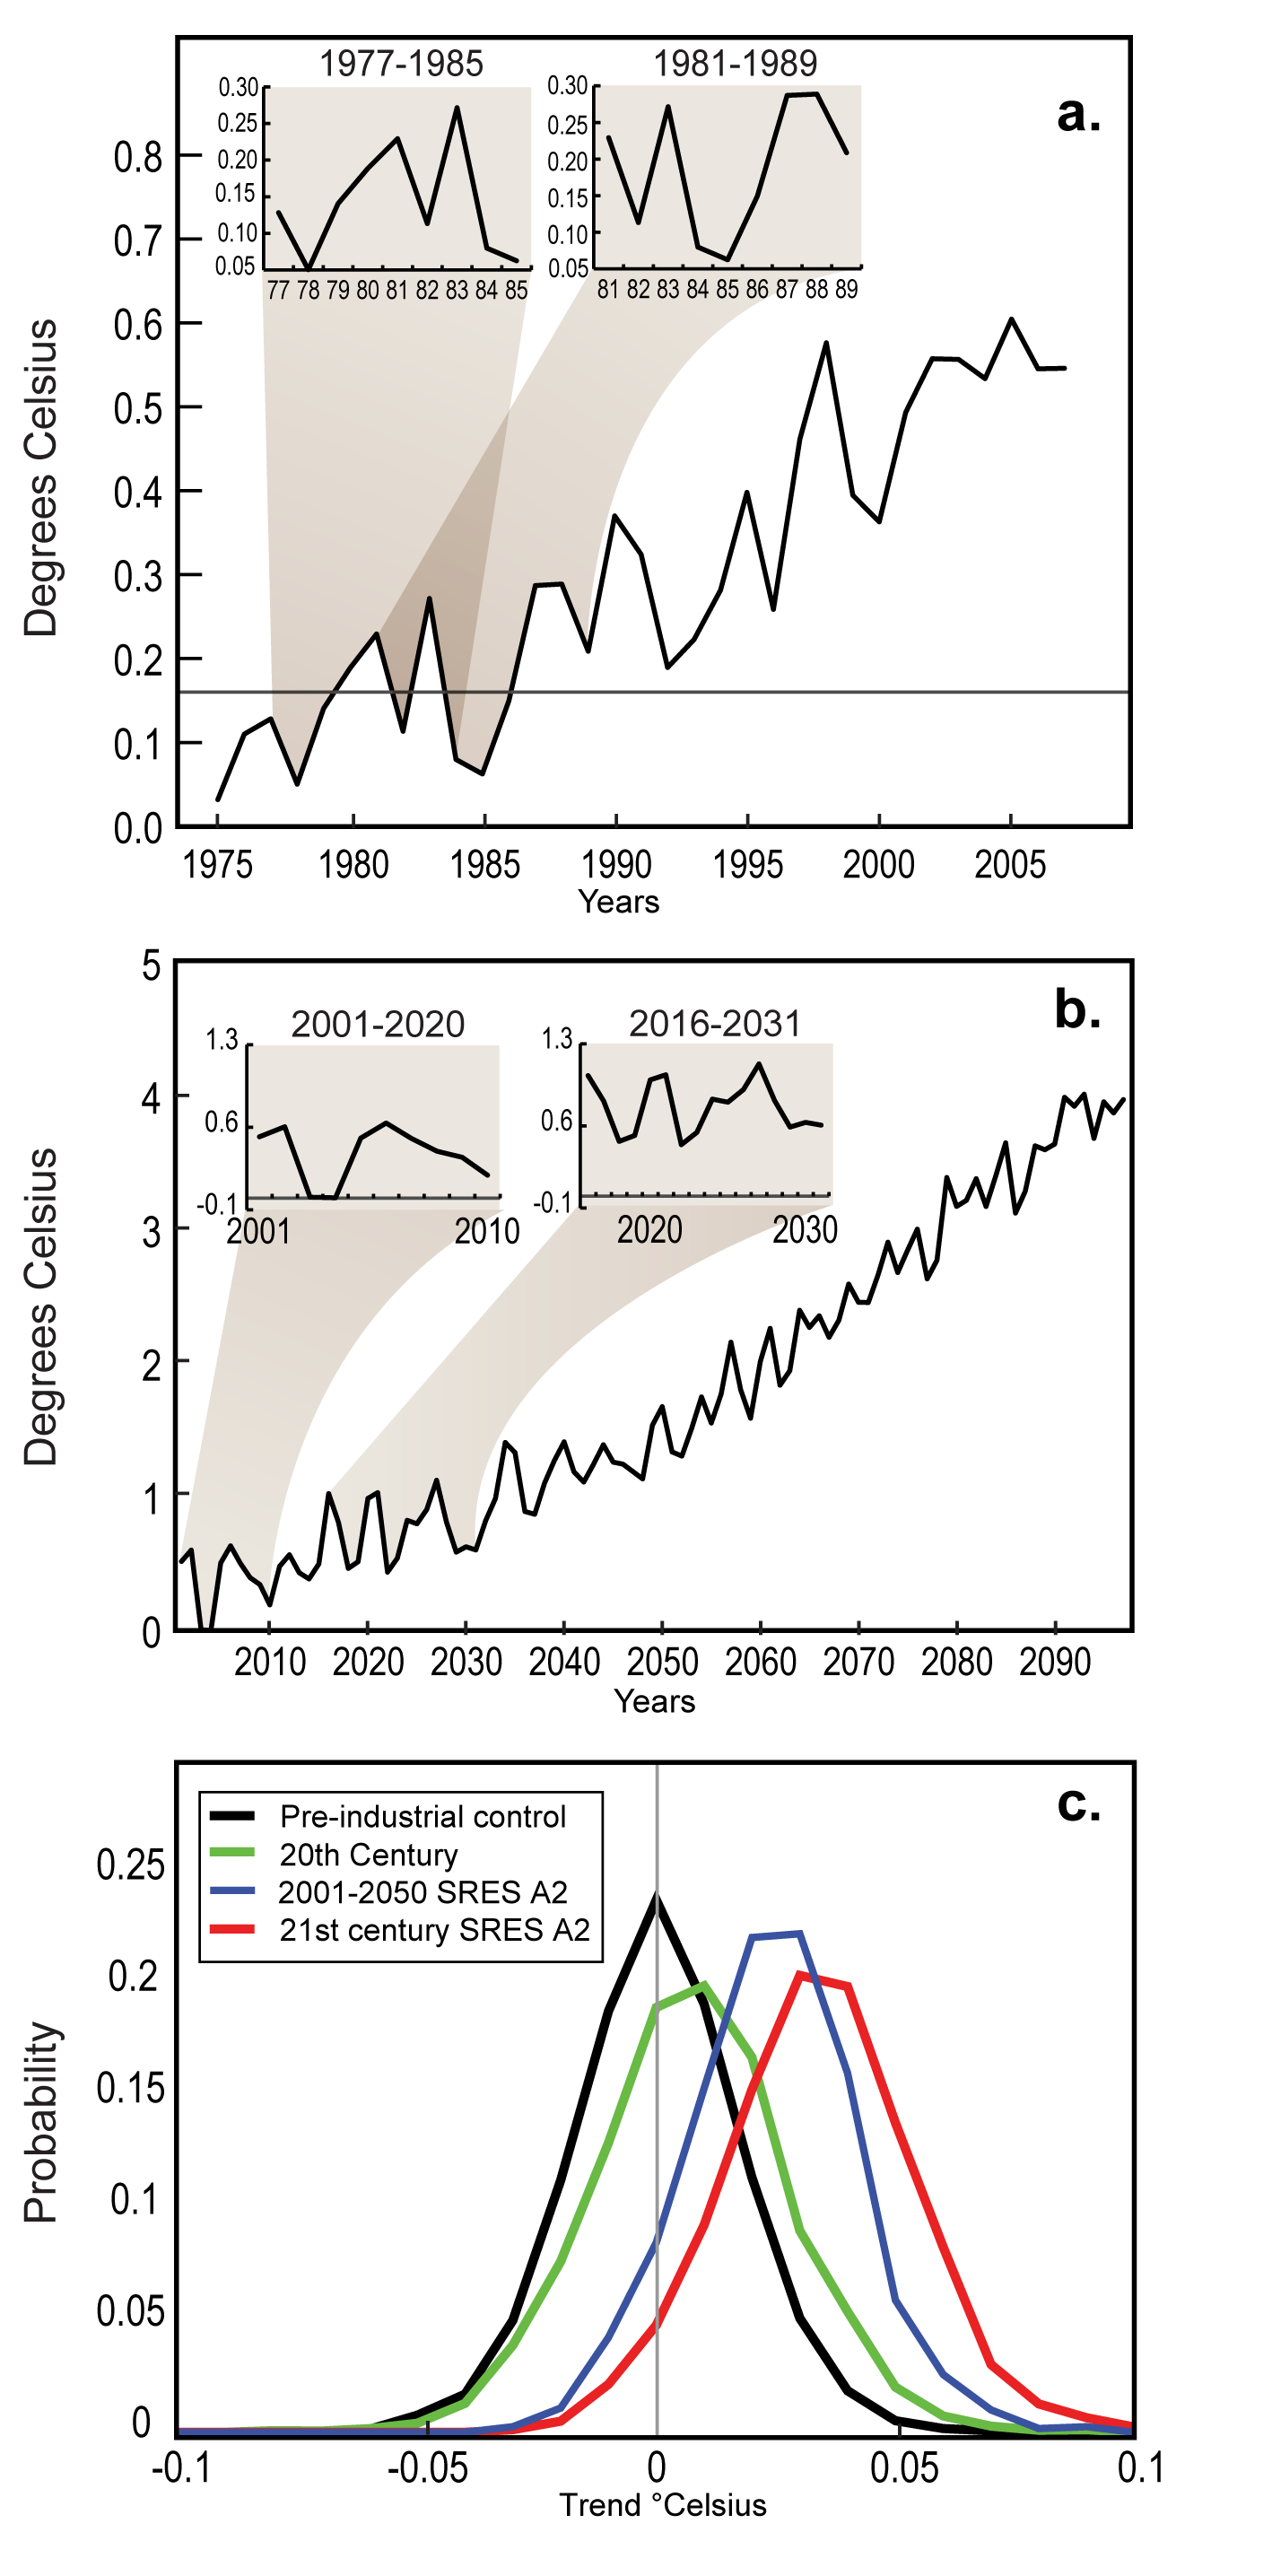 a.
1977-1985
0.30
0.25
0.20
0.15
0.10
0.05
77 78 79 80 81 82 83 84 85
1981-1989
0.30
0.25
0.20
0.15
0.10
0.05
81 82 83 84 85 86 87 88 89
Degrees Celsius
0.8
0.7
0.6
0.5
0.4
0.3
0.2
0.1
0.0
1975 1980 1985 1990 1995 2000 2005
Years
b.
2001-2020
1.3
0.6
-0.1
2001 2010
2016-2031
1.3
0.6
-0.1
2020 2030
Degrees Celsius
5
4
3
2
1
0
2010 2020 2030 2040 2050 2060 2070 2080 2090
Years
c.
Pre-industrial control
20th Century
2001-2050 SRES A2
21st century SRES A2
Probability
0.25
0.2
0.15
0.1
0.05
0
-0.1 -0.05 0 0.05 0.1
Trend °Celsius